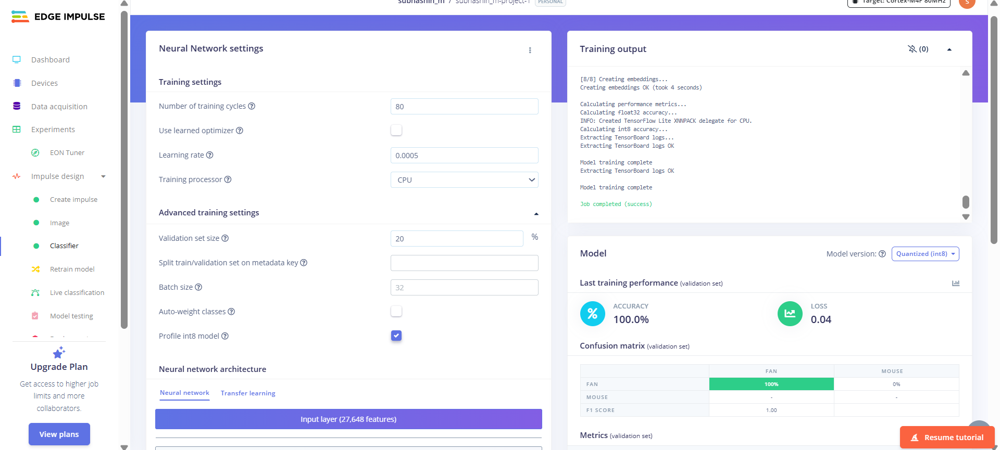 subhashin_m / subhashin_m-project-1 PERSONAL
Target: Cortex-M4F 80MHz
S
EDGE IMPULSE
Dashboard
Devices
Data acquisition
Experiments
EON Tuner
Impulse design
Create impulse
Image
Classifier
Retrain model
Live classification
Model testing
Upgrade Plan
Get access to higher job
limits and more
collaborators.
View plans
Neural Network settings
Training settings
Number of training cycles 80
Use learned optimizer
Learning rate 0.0005
Training processor CPU
Advanced training settings
Validation set size 20 %
Split train/validation set on metadata key
Batch size 32
Auto-weight classes
Profile int8 model
Neural network architecture
Neural network Transfer learning
Input layer (27,648 features)
Training output (0)
[8/8] Creating embeddings...
Creating embeddings OK (took 4 seconds)
Calculating performance metrics...
Calculating float32 accuracy...
INFO: Created TensorFlow Lite XNNPACK delegate for CPU.
Calculating int8 accuracy...
Extracting TensorBoard logs...
Extracting TensorBoard logs OK
Model training complete
Extracting TensorBoard logs OK
Model training complete
Job completed (success)
Model Model version: Quantized (int8)
Last training performance (validation set)
% ACCURACY
100.0%
LOSS
0.04
Confusion matrix (validation set)
FAN MOUSE
FAN 100% 0%
MOUSE - -
F1 SCORE 1.00
Metrics (validation set)
Resume tutorial